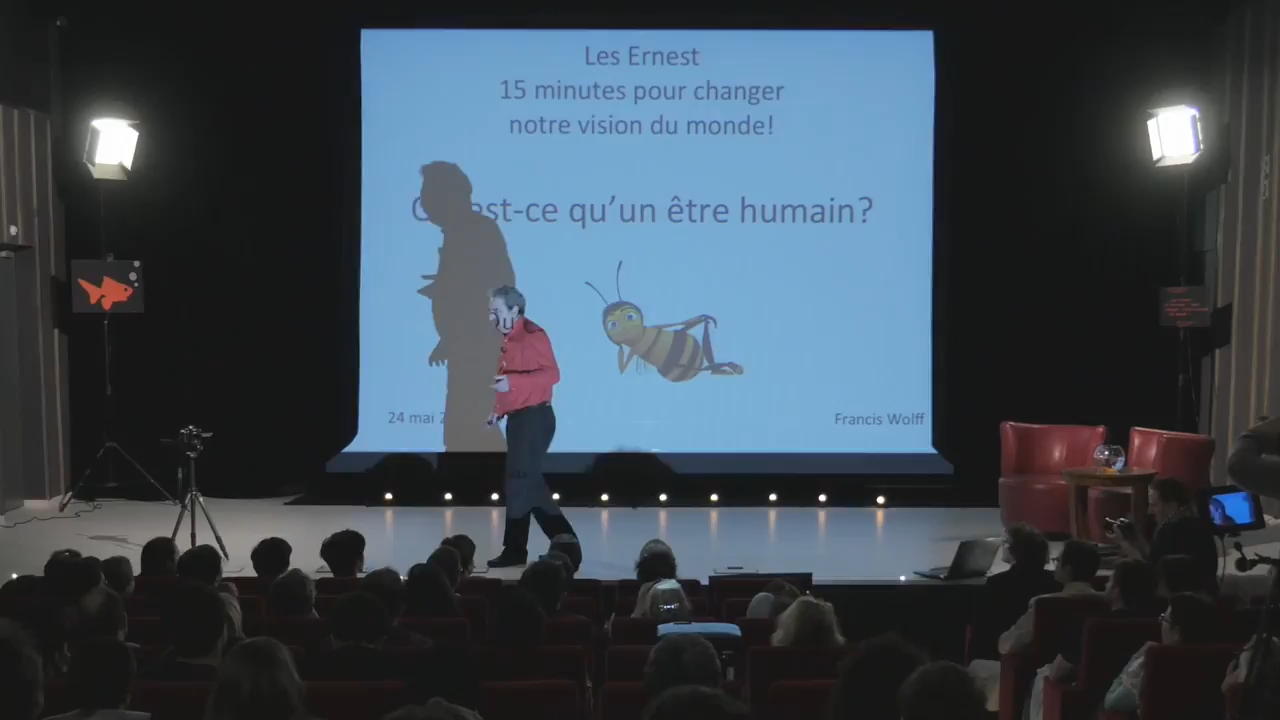 Les Ernest
15 minutes pour changer
notre vision du monde!
st-ce qu'un être humain?
24 mai
Francis Wolff